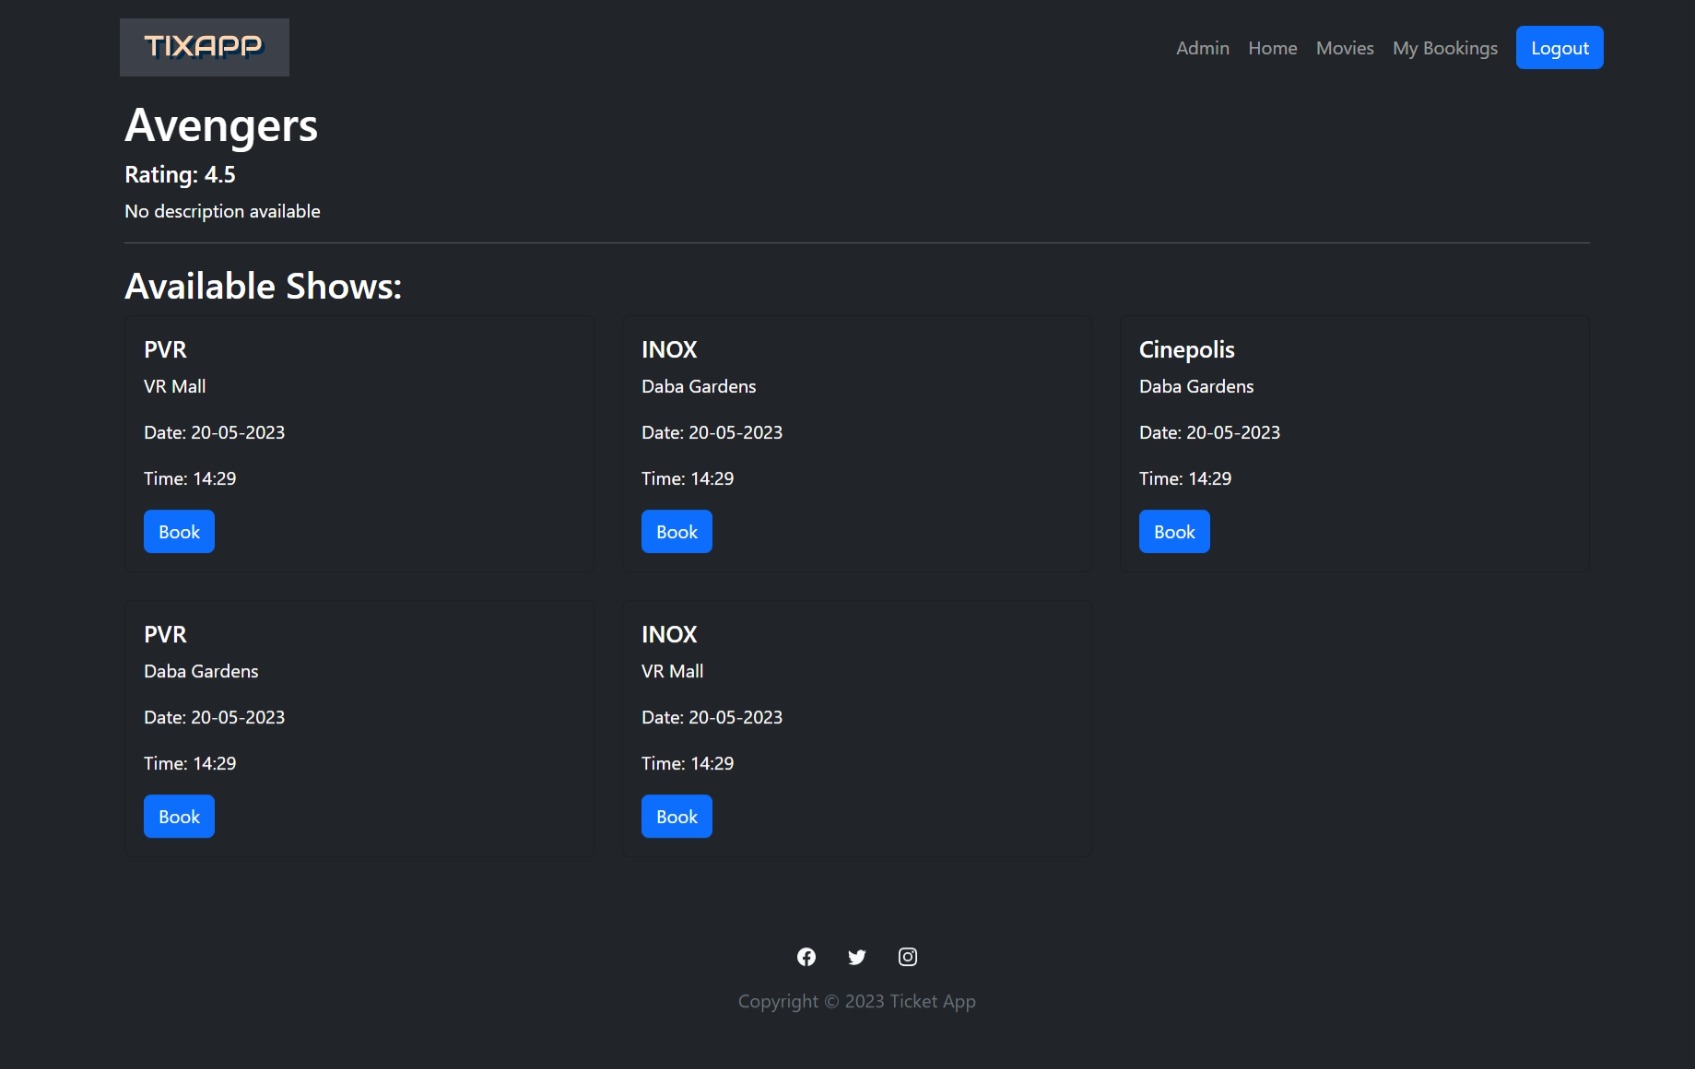 TIXAPP
Admin Home Movies My Bookings Logout
Avengers
Rating: 4.5
No description available
Available Shows:
PVR
VR Mall
Date: 20-05-2023
Time: 14:29
Book
INOX
Daba Gardens
Date: 20-05-2023
Time: 14:29
Book
Cinepolis
Daba Gardens
Date: 20-05-2023
Time: 14:29
Book
PVR
Daba Gardens
Date: 20-05-2023
Time: 14:29
Book
INOX
VR Mall
Date: 20-05-2023
Time: 14:29
Book
Copyright © 2023 Ticket App